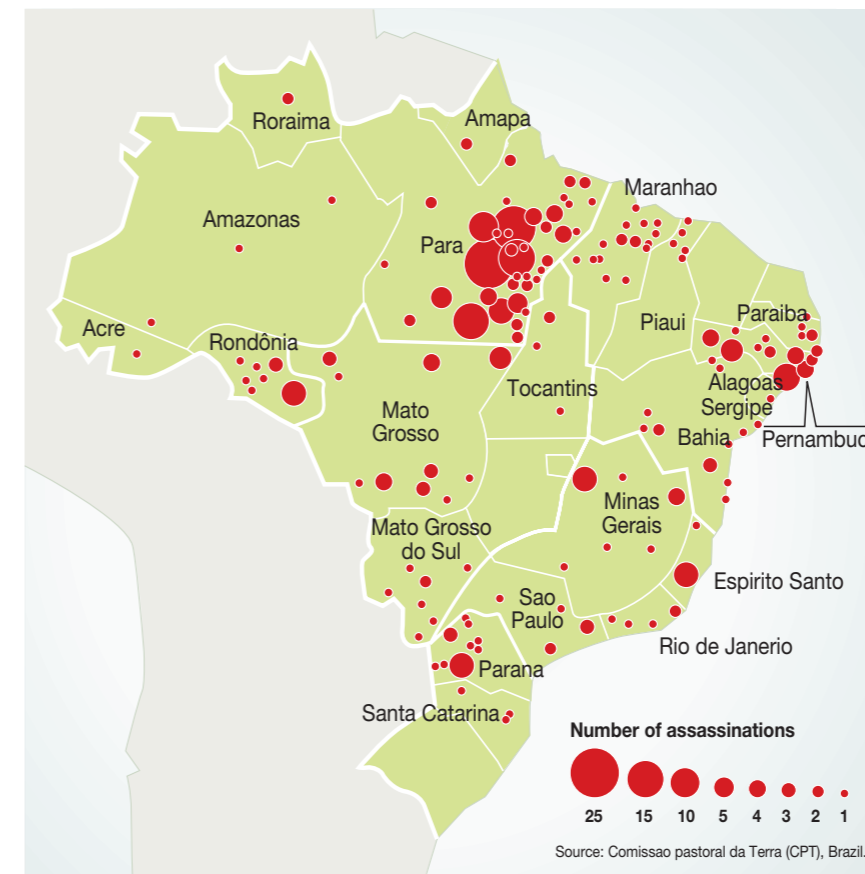 Roraima
Amapa
Maranhao
Amazonas
Para
Acre
Rondônia
Piaui
Paraiba
Tocantins
Alagoas
Sergipe
Mato
Grosso
Bahia
Pernambuc
Minas
Gerais
Mato Grosso
do Sul
Espirito Santo
Sao
Paulo
Rio de Janerio
Parana
Santa Catarina
Number of assassinations
25 15 10 5 4 3 2 1
Source: Comissao pastoral da Terra (CPT), Brazil.